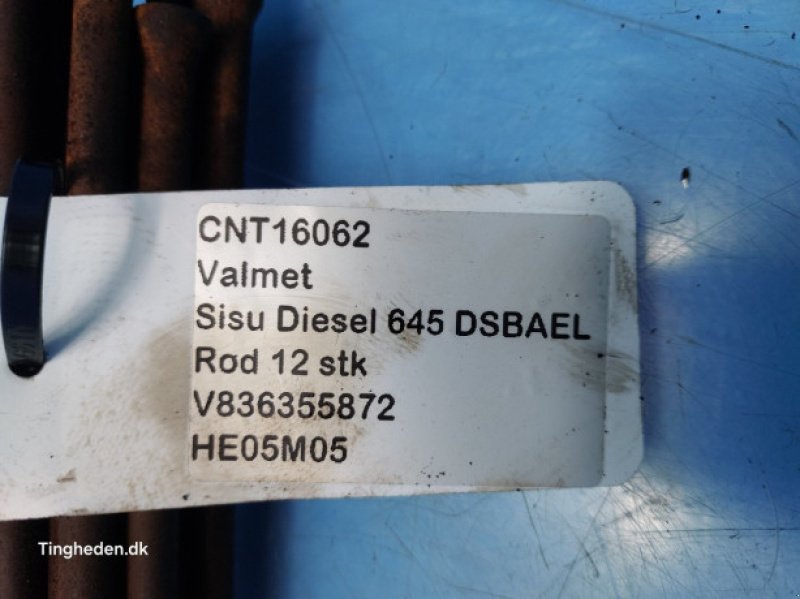 CNT16062
Valmet
Sisu Diesel 645 DSBAEL
Rod 12 stk
V836355872
HE05M05
Tingheden.dk